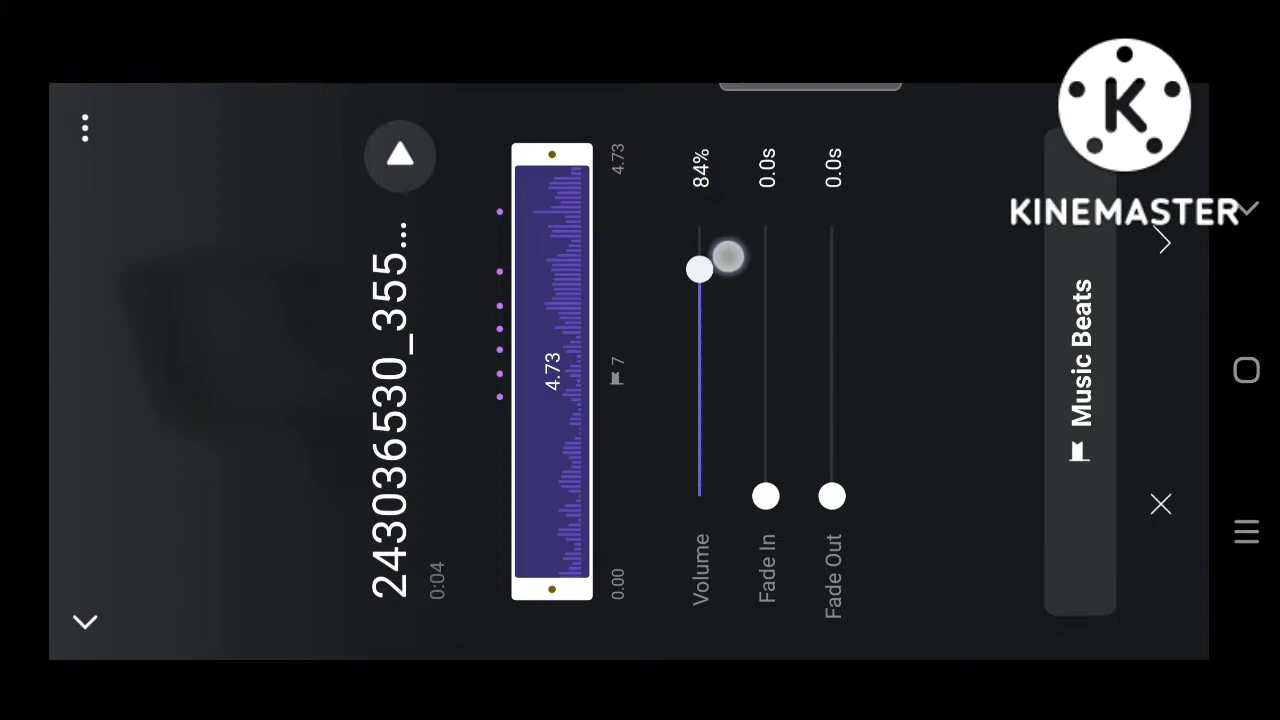 243036530_355...
0:04
4.73
0.00
7
4.73
Volume
84%
Fade In
0.0s
Fade Out
0.0s
Music Beats
K
KINEMASTER